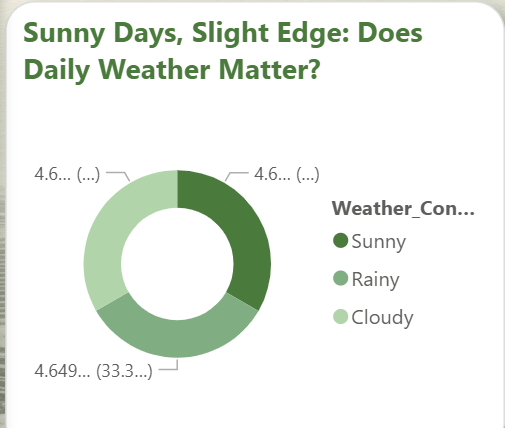 Sunny Days, Slight Edge: Does
Daily Weather Matter?
4.6... (...)
4.6... (...)
Weather_Con...
Sunny
Rainy
Cloudy
4.649... (33.3...)